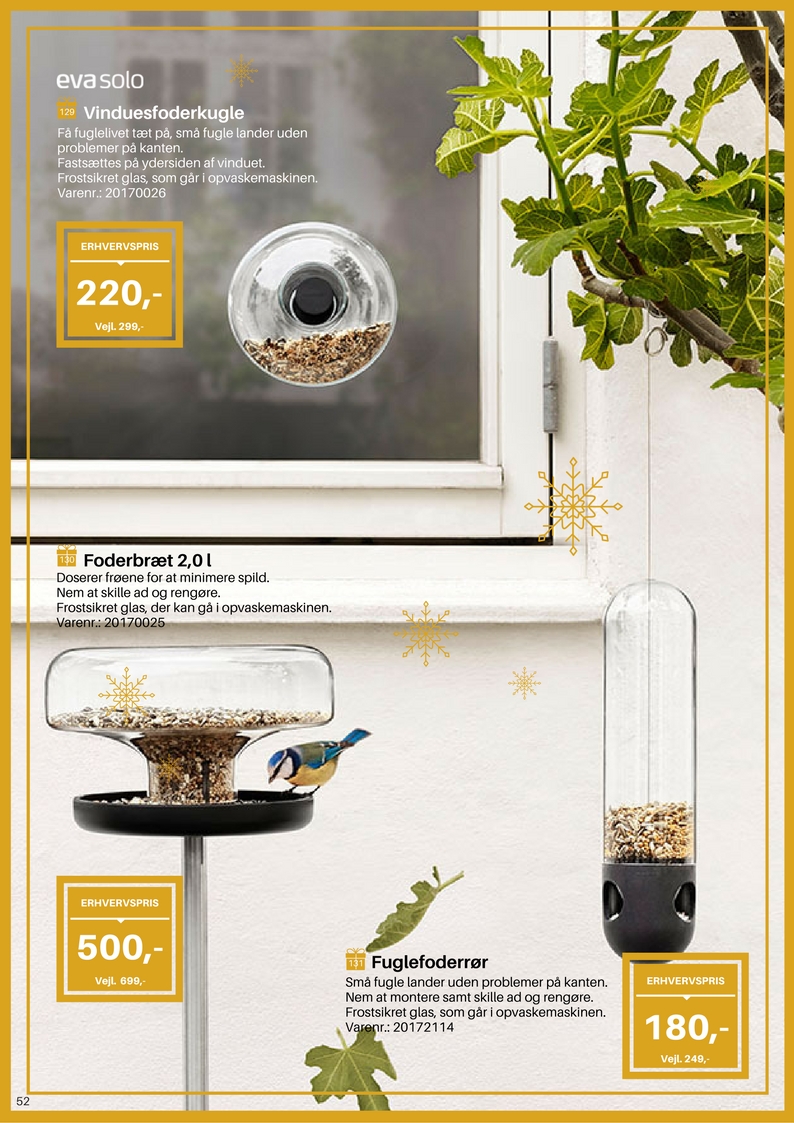 eva solo
129 Vinduesfoderkugle
Få fuglelivet tæt på, små fugle lander uden
problemer på kanten.
Fastsættes på ydersiden af vinduet.
Frostsikret glas, som går i opvaskemaskinen.
Varenr.: 20170026
ERHVERVSPRIS
220,-
Vejl. 299,-
130 Foderbræt 2,0 l
Doserer frøene for at minimere spild.
Nem at skille ad og rengøre.
Frostsikret glas, der kan gå i opvaskemaskinen.
Varenr.: 20170025
ERHVERVSPRIS
500,-
Vejl. 699,-
131 Fuglefoderrør
Små fugle lander uden problemer på kanten.
Nem at montere samt skille ad og rengøre.
Frostsikret glas, som går i opvaskemaskinen.
Varenr.: 20172114
ERHVERVSPRIS
180,-
Vejl. 249,-
52